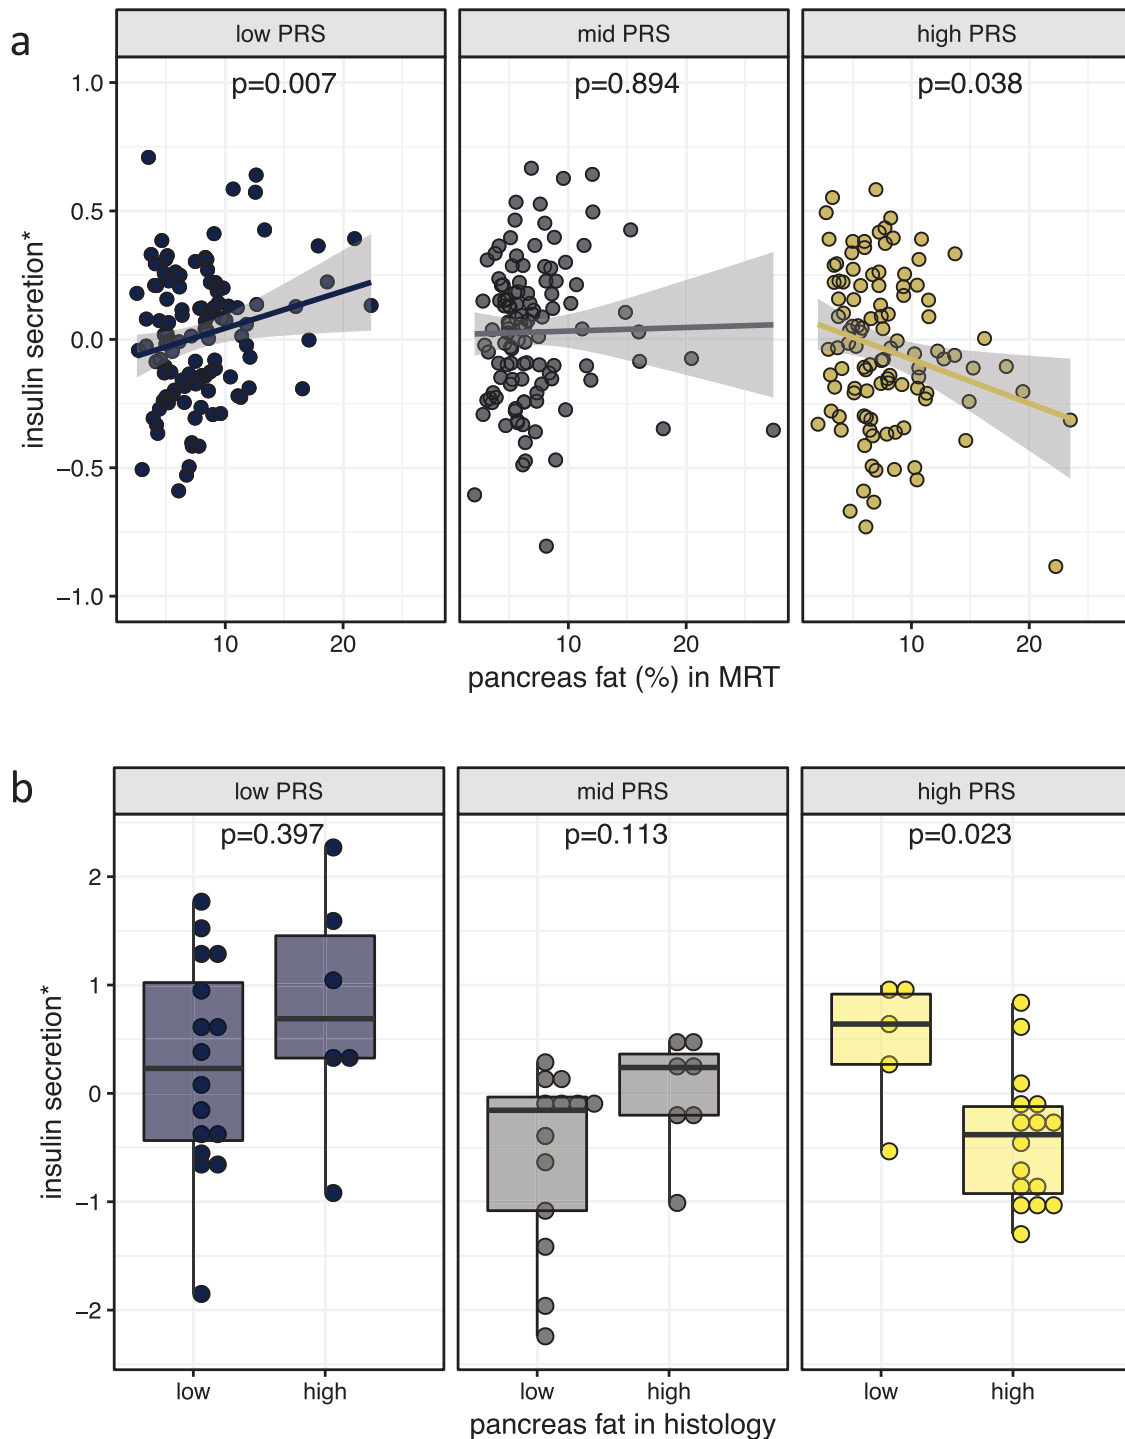 a
low PRS mid PRS high PRS
p=0.007 p=0.894 p=0.038
1.0
0.5
0.0
−0.5
−1.0
insulin secretion*
10 20 10 20 10 20
pancreas fat (%) in MRT
b
low PRS mid PRS high PRS
p=0.397 p=0.113 p=0.023
2
1
0
−1
−2
insulin secretion*
low high low high low high
pancreas fat in histology